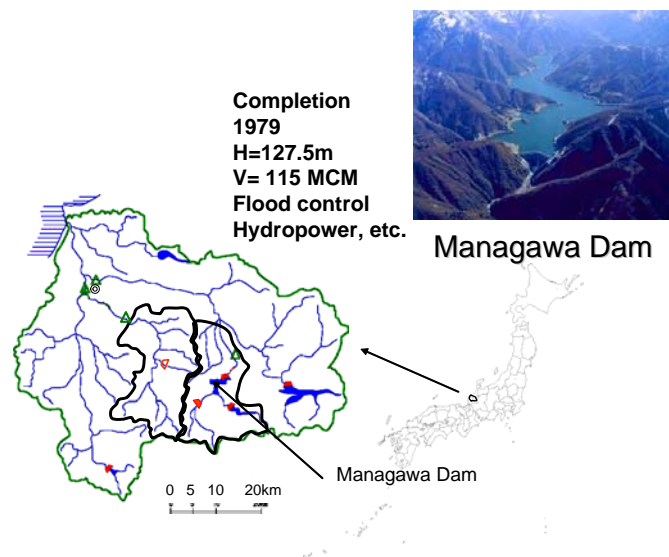 Completion
1979
H=127.5m
V= 115 MCM
Flood control
Hydropower, etc.
Managawa Dam
Managawa Dam
0 5 10 20km